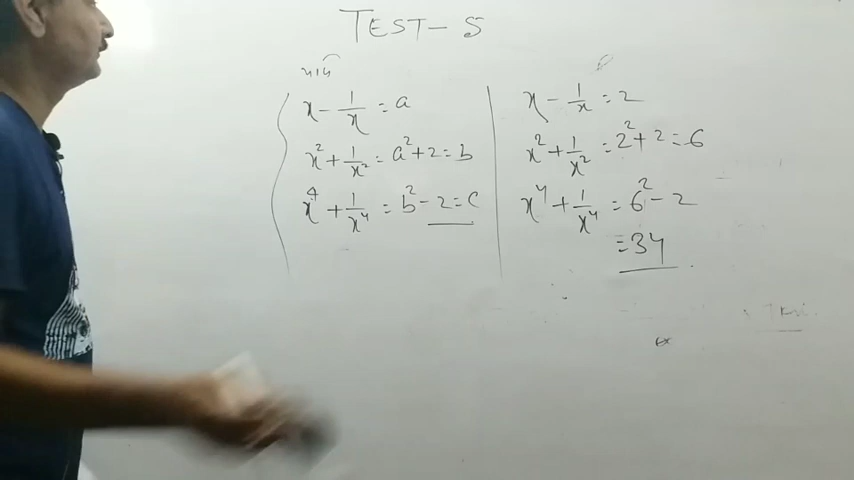 TEST-5
x - 1/x = a
x² + 1/x² = a² + 2 = b
x⁴ + 1/x⁴ = b² - 2 = c
x - 1/x = 2
x² + 1/x² = 2² + 2 = 6
x⁴ + 1/x⁴ = 6² - 2
= 34